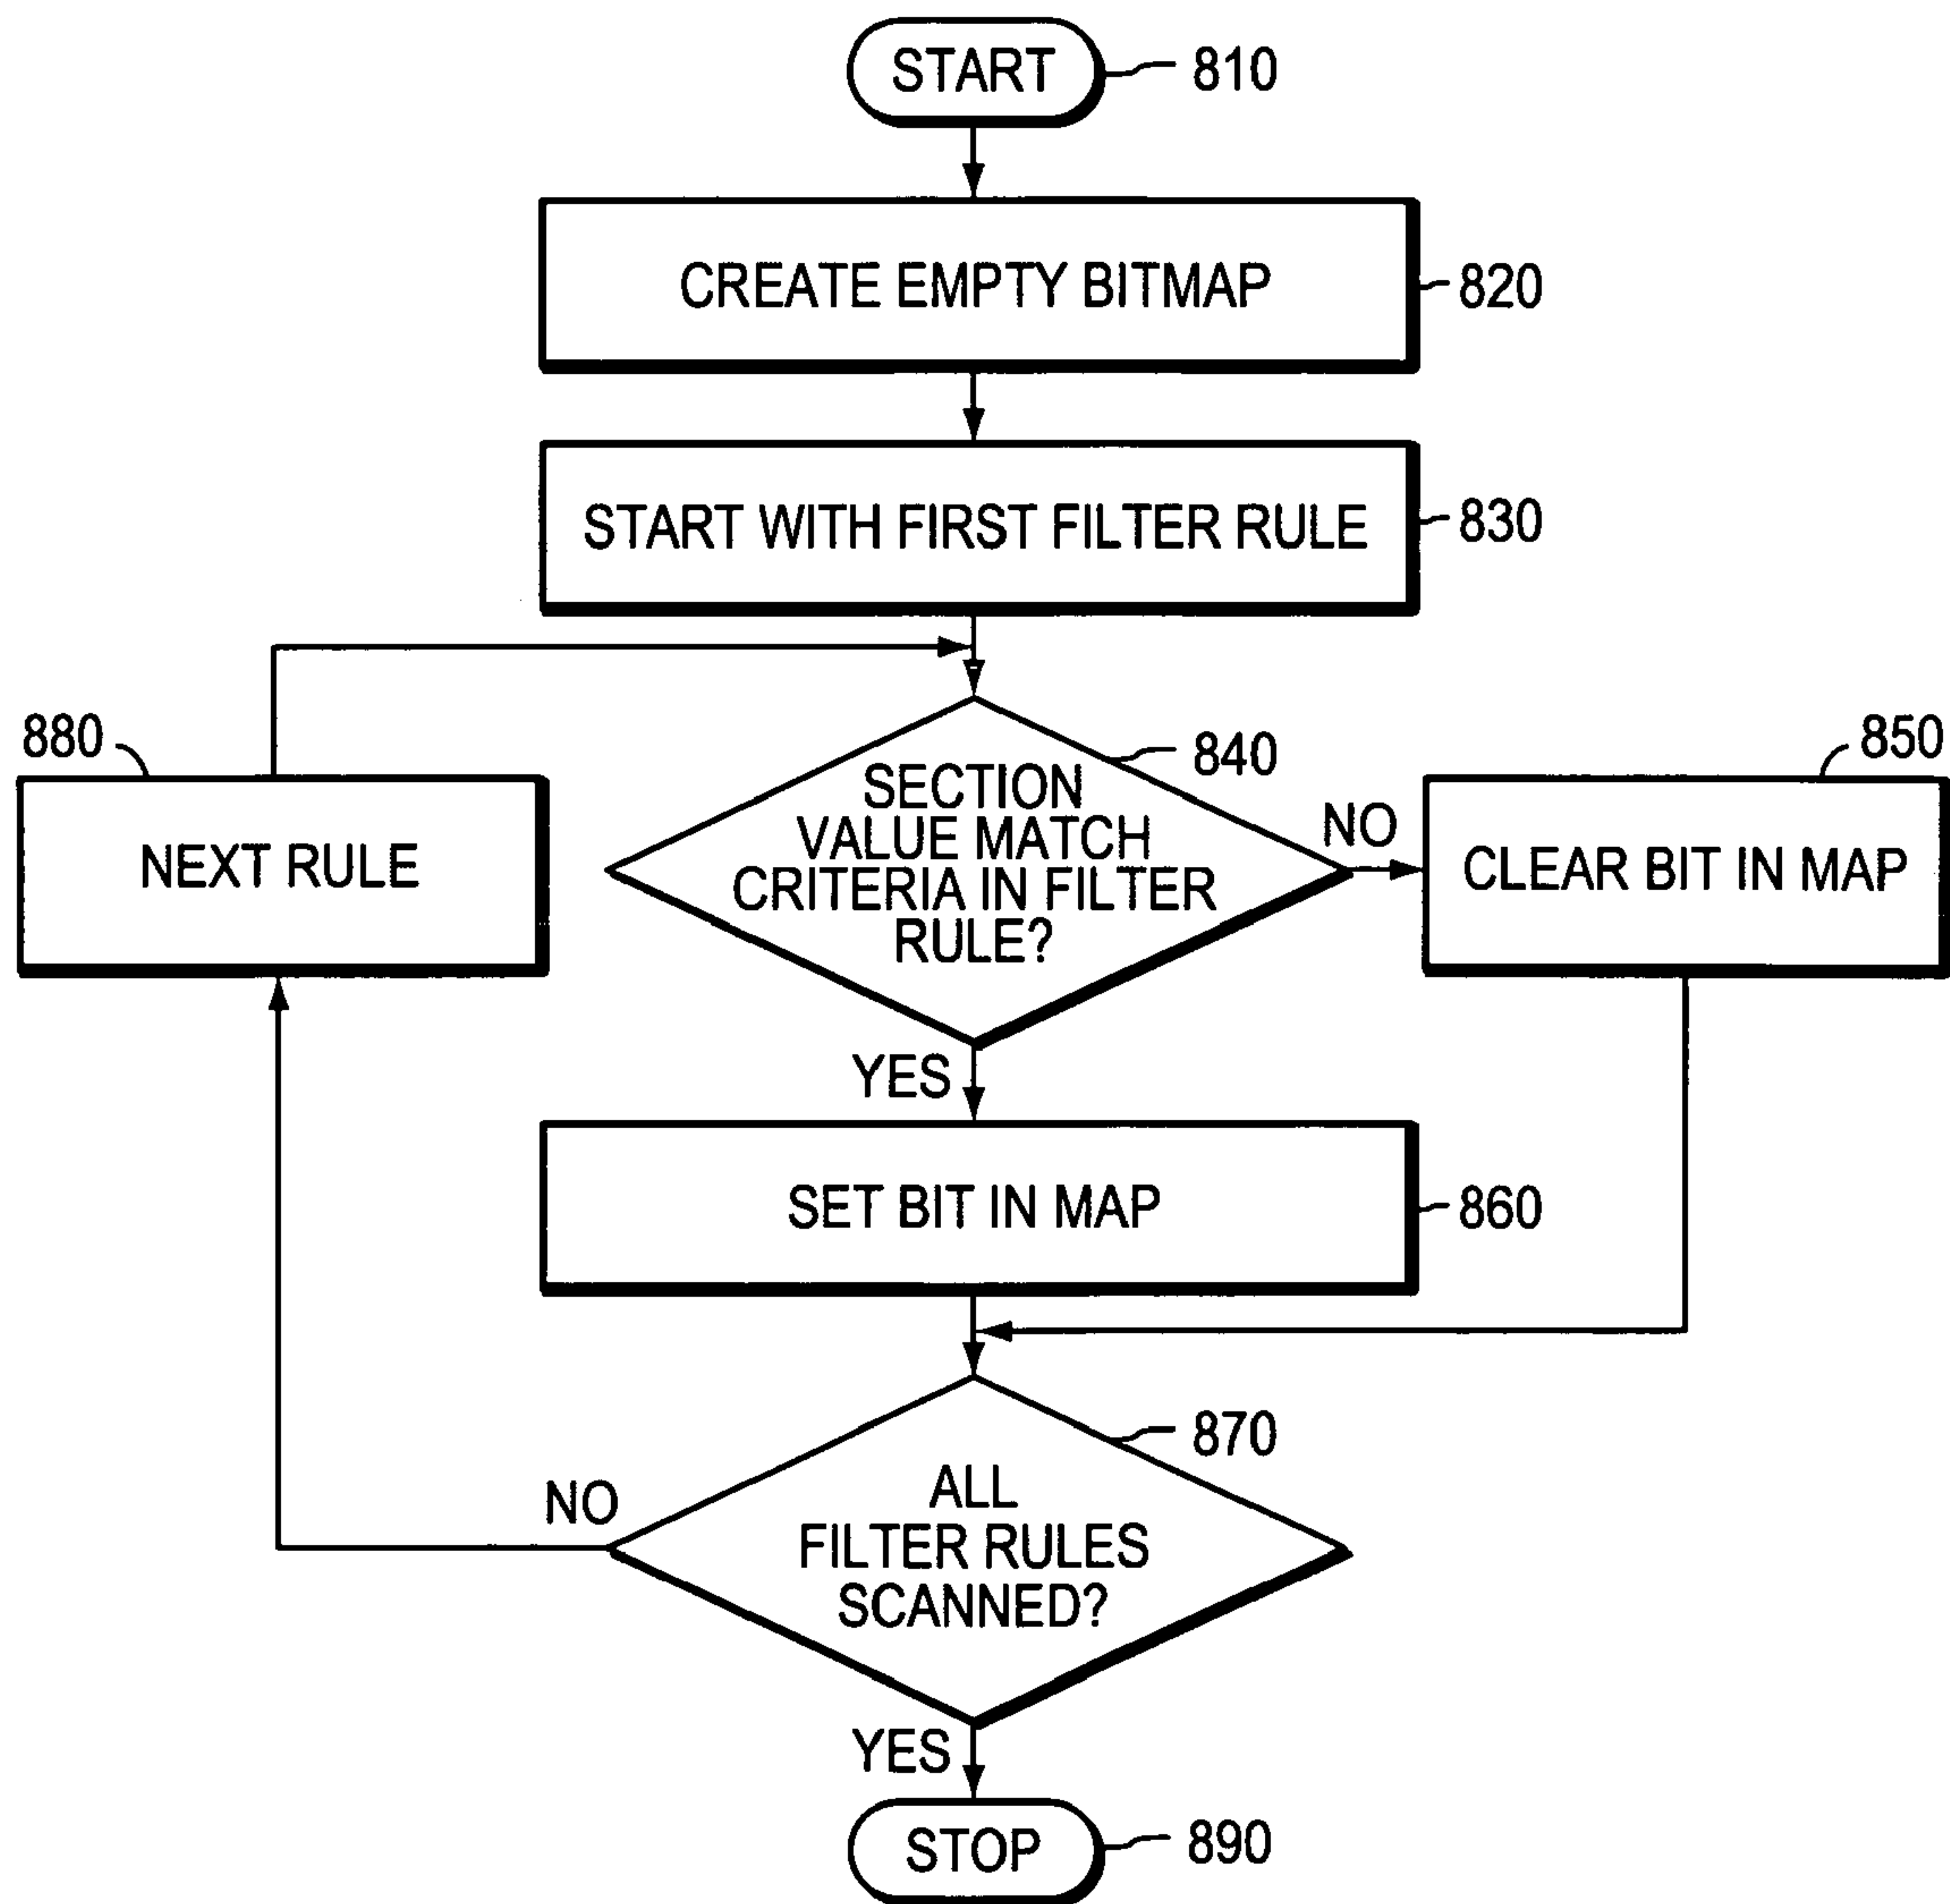 START
810
CREATE EMPTY BITMAP
820
START WITH FIRST FILTER RULE
830
880
NEXT RULE
840
SECTION
VALUE MATCH
CRITERIA IN FILTER
RULE?
NO
850
CLEAR BIT IN MAP
YES
SET BIT IN MAP
860
870
ALL
FILTER RULES
SCANNED?
NO
YES
STOP
890